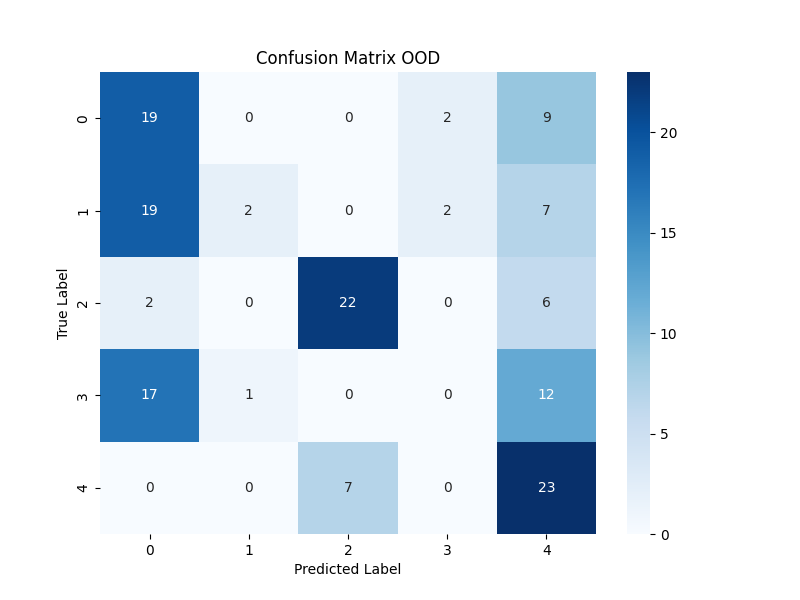 Confusion Matrix OOD
0 19 0 0 2 9
1 19 2 0 2 7
2 2 0 22 0 6
3 17 1 0 0 12
4 0 0 7 0 23
0 1 2 3 4
Predicted Label
True Label
20
15
10
5
0